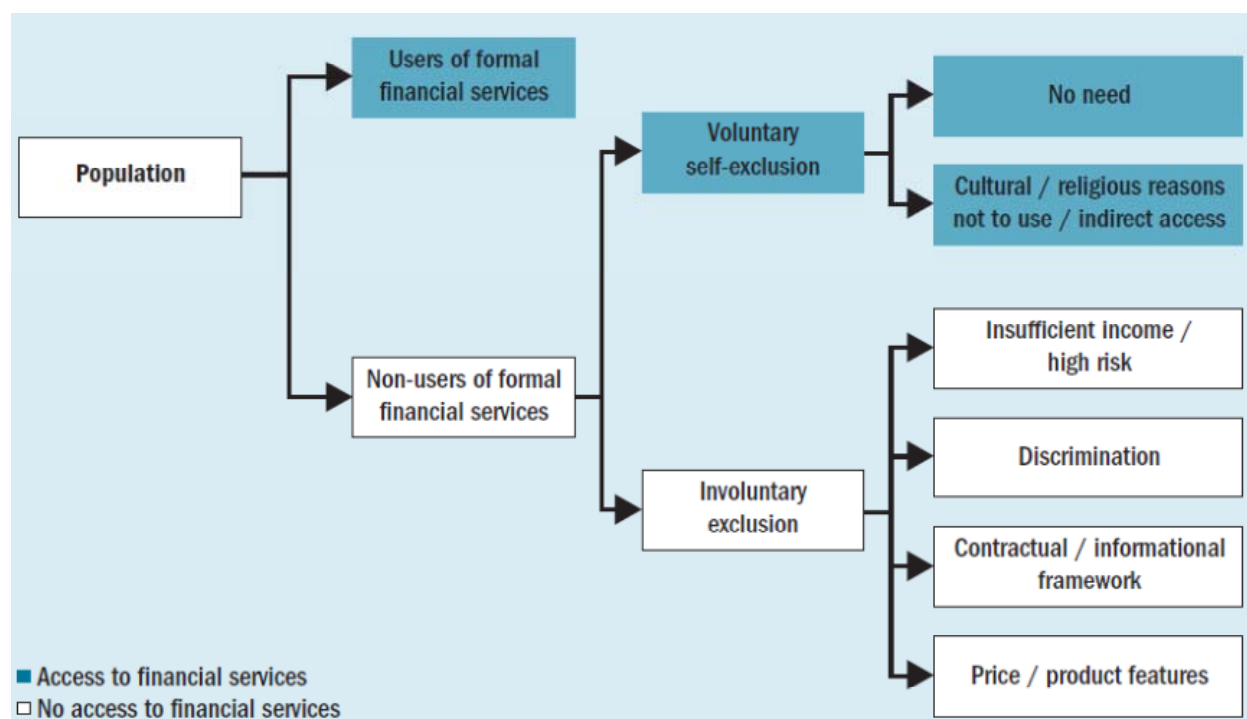 Users of formal
financial services
No need
Voluntary
self-exclusion
Population
Cultural / religious reasons
not to use / indirect access
Insufficient income /
high risk
Non-users of formal
financial services
Discrimination
Involuntary
exclusion
Contractual / informational
framework
Price / product features
Access to financial services
No access to financial services